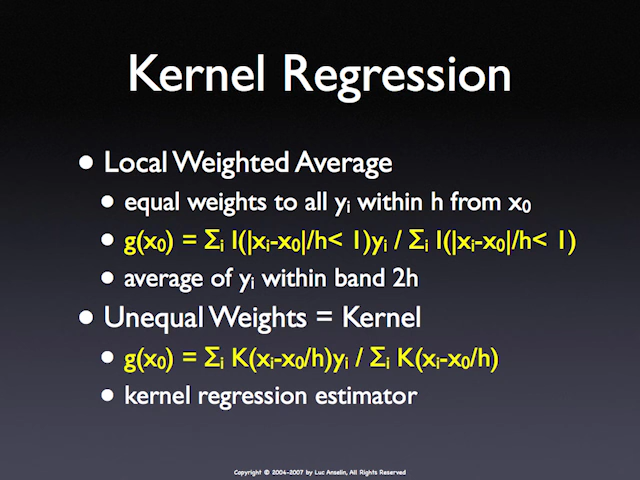 Kernel Regression
• Local Weighted Average
• equal weights to all yᵢ within h from x₀
• g(x₀) = Σᵢ I(|xᵢ-x₀|/h< 1)yᵢ / Σᵢ I(|xᵢ-x₀|/h< 1)
• average of yᵢ within band 2h
• Unequal Weights = Kernel
• g(x₀) = Σᵢ K(xᵢ-x₀/h)yᵢ / Σᵢ K(xᵢ-x₀/h)
• kernel regression estimator
Copyright © 2004-2007 by Luc Anselin, All Rights Reserved